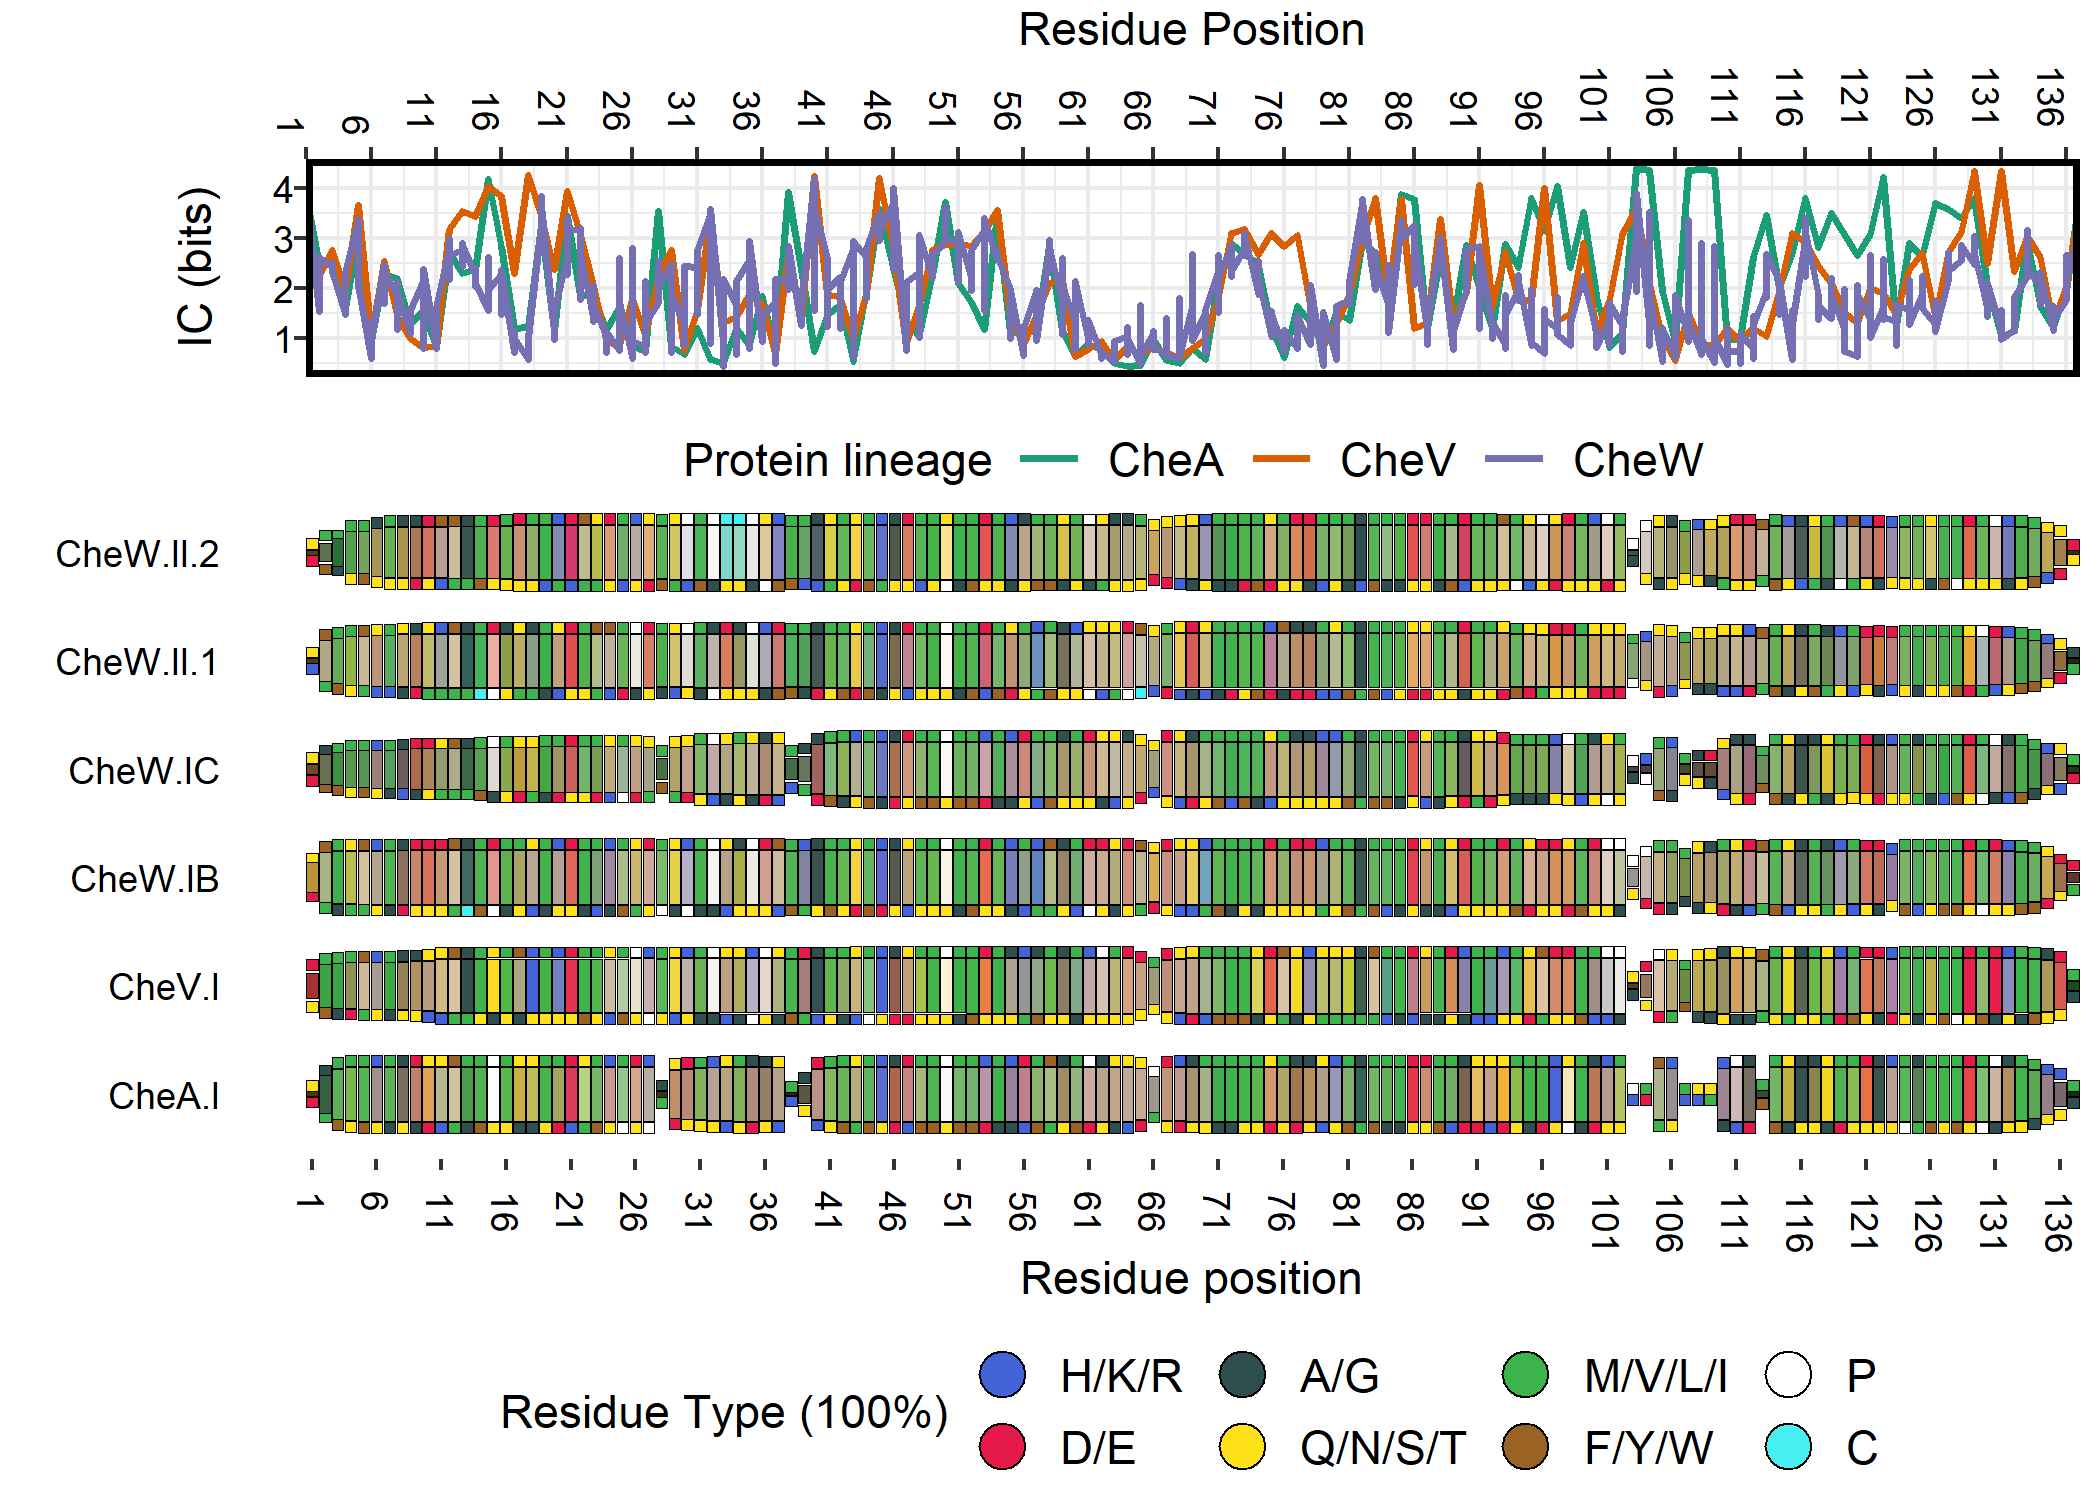 Residue Position
1 6 11 16 21 26 31 36 41 46 51 56 61 66 71 76 81 86 91 96 101 106 111 116 121 126 131 136
IC (bits)
4
3
2
1
Protein lineage CheA CheV CheW
CheW.II.2
CheW.II.1
CheW.IC
CheW.IB
CheV.I
CheA.I
1 6 11 16 21 26 31 36 41 46 51 56 61 66 71 76 81 86 91 96 101 106 111 116 121 126 131 136
Residue position
Residue Type (100%)
H/K/R A/G M/V/L/I P
D/E Q/N/S/T F/Y/W C